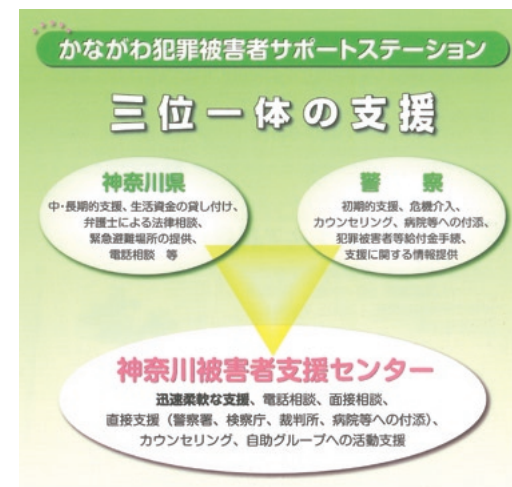 かながわ犯罪被害者サポートステーション
三位一体の支援
神奈川県
中・長期的支援、生活資金の貸し付け、
弁護士による法律相談、
緊急避難場所の提供、
電話相談　等
警　察
初期的支援、危機介入、
カウンセリング、病院等への付添、
犯罪被害者等給付金手続、
支援に関する情報提供
神奈川被害者支援センター
迅速柔軟な支援、電話相談、面接相談、
直接支援（警察署、検察庁、裁判所、病院等への付添）、
カウンセリング、自助グループへの活動支援